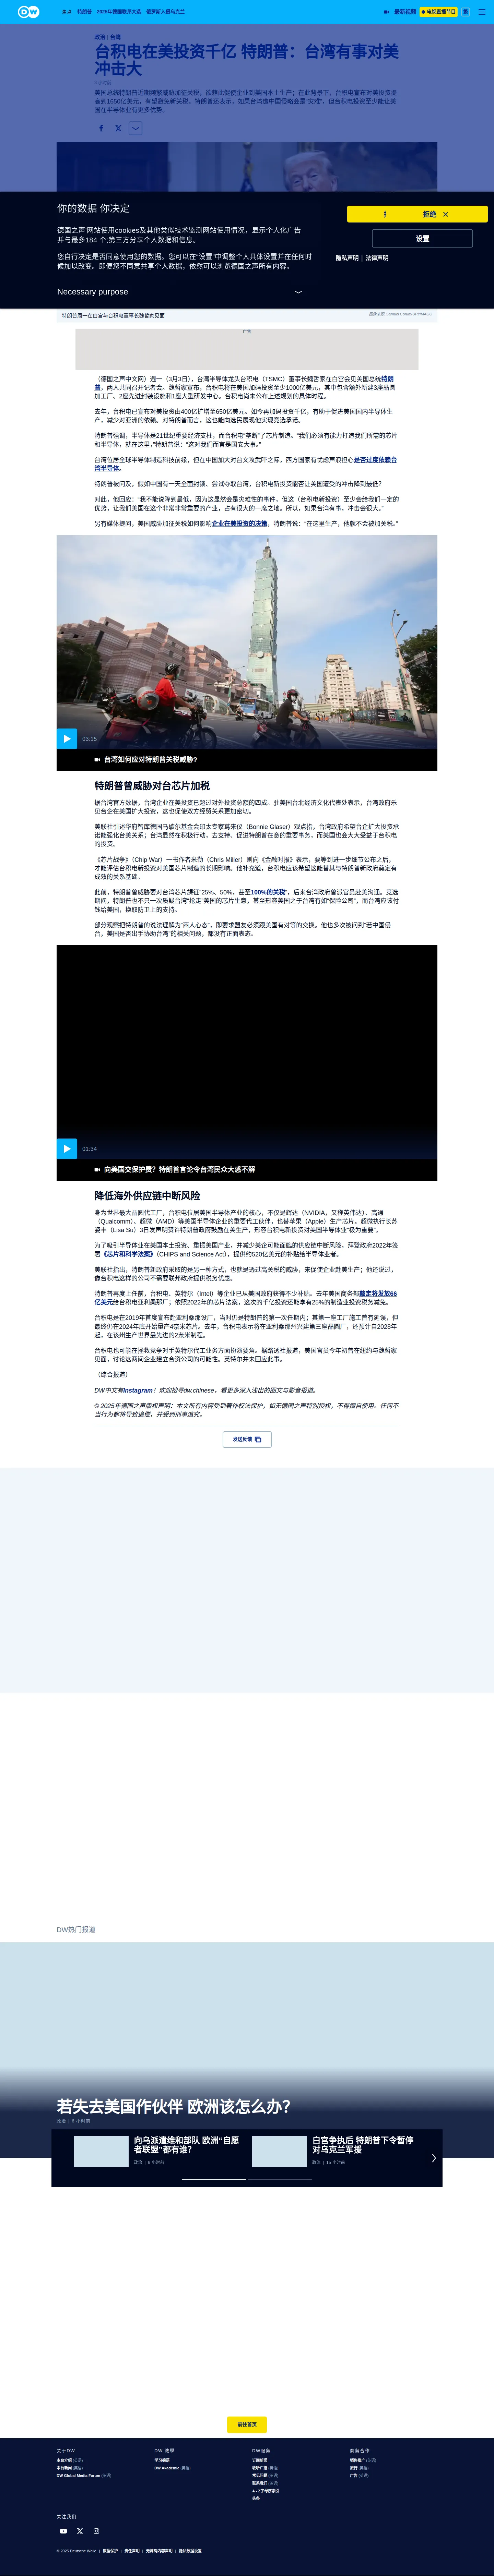 DW
焦点 特朗普 2025年德国联邦大选 俄罗斯入侵乌克兰
最新视频 电视直播节目 繁
政治 | 台湾
台积电在美投资千亿 特朗普：台湾有事对美
冲击大
美国总统特朗普近期频繁威胁加征关税，欲藉此促使企业到美国本土生产；在此背景下，台积电宣布对美投资提
高到1650亿美元，有望避免新关税。特朗普还表示，如果台湾遭中国侵略会是“灾难”，但台积电投资至少能让美
国在半导体业有更多优势。
你的数据 你决定
德国之声网站使用cookies及其他类似技术监测网站使用情况，显示个人化广告
并与最多184 个第三方分享个人数据和信息。
您自行决定是否同意使用您的数据。您可以在“设置”中调整个人具体设置并在任何时
候加以改变。即使您不同意共享个人数据，依然可以浏览德国之声所有内容。
Necessary purpose
拒绝
设置
隐私声明 | 法律声明
特朗普周一在白宫与台积电董事长魏哲家见面
广告
（德国之声中文网）週一（3月3日），台湾半导体龙头台积电（TSMC）董事长魏哲家在白宫会见美国总统特朗
普，两人共同召开记者会。魏哲家宣布，台积电将在美国加码投资至少1000亿美元，其中包含额外新建3座晶圆
加工厂、2座先进封装设施和1座大型研发中心。台积电尚未公布上述规划的具体时程。
去年，台积电已宣布对美投资由400亿扩增至650亿美元。如今再加码投资千亿，有助于促进美国国内半导体生
产，减少对亚洲的依赖。对特朗普而言，这也能向选民展现他实现竞选承诺。
特朗普强调，半导体是21世纪重要经济支柱，而台积电“垄断”了芯片制造。“我们必须有能力打造我们所需的芯片
和半导体，就在这里，”特朗普说：“这对我们而言是国安大事。”
台湾位居全球半导体制造科技前缘，但在中国加大对台文攻武吓之际，西方国家有忧虑声浪担心是否过度依赖台
湾半导体。
特朗普被问及，假如中国有一天全面封锁、尝试夺取台湾，台积电新投资能否让美国遭受的冲击降到最低？
对此，他回应：“我不能说降到最低，因为这显然会是灾难性的事件，但这（台积电新投资）至少会给我们一定的
优势，让我们美国在这个非常非常重要的产业，占有很大的一席之地。所以，如果台湾有事，冲击会很大。”
另有媒体提问，美国威胁加征关税如何影响企业在美投资的决策，特朗普说：“在这里生产，他就不会被加关税。”
03:15
台湾如何应对特朗普关税威胁？
特朗普曾威胁对台芯片加税
据台湾官方数据，台湾企业在美投资已超过对外投资总额的四成。驻美国台北经济文化代表处表示，台湾政府乐
见台企在美国扩大投资，这也促使双方经贸关系更加密切。
美联社引述华府智库德国马歇尔基金会印太专家葛来仪（Bonnie Glaser）观点指，台湾政府希望台企扩大投资承
诺能强化台美关系；台湾显然在积极行动、去支持、促进特朗普在意的重要事务，而美国也会大大受益于台积电
的投资。
《芯片战争》（Chip War）一书作者米勒（Chris Miller）则向《金融时报》表示，要等到进一步细节公布之后，
才能评估台积电新投资对美国芯片制造的长期影响。他补充道，台积电应该希望这能替其与特朗普新政府奠定有
成效的关系基础。
此前，特朗普曾威胁要对台湾芯片課征“25%、50%，甚至100%的关税”，后来台湾政府曾派官员赴美沟通。竞选
期间，特朗普也不只一次质疑台湾“抢走”美国的芯片生意，甚至形容美国之于台湾有如“保险公司”，而台湾应该付
钱给美国，换取防卫上的支持。
部分观察把特朗普的说法理解为“商人心态”，即要求盟友必须跟美国有对等的交换。他也多次被问到“若中国侵
台，美国是否出手协助台湾”的相关问题，都没有正面表态。
01:34
向美国交保护费？特朗普言论令台湾民众大惑不解
降低海外供应链中断风险
身为世界最大晶圆代工厂，台积电位居美国半导体产业的核心，不仅是辉达（NVIDIA，又称英伟达）、高通
（Qualcomm）、超微（AMD）等美国半导体企业的重要代工伙伴，也替苹果（Apple）生产芯片。超微执行长苏
姿丰（Lisa Su）3日发声明赞许特朗普政府鼓励在美生产，形容台积电新投资对美国半导体业“极为重要”。
为了吸引半导体业在美国本土投资、重振美国产业，并减少美企可能面临的供应链中断风险，拜登政府2022年签
署《芯片和科学法案》（CHIPS and Science Act），提供约520亿美元的补贴给半导体业者。
美联社指出，特朗普新政府采取的是另一种方式，也就是透过高关税的威胁，来促使企业赴美生产；他还说过，
像台积电这样的公司不需要联邦政府提供税务优惠。
特朗普再度上任前，台积电、英特尔（Intel）等企业已从美国政府获得不少补贴。去年美国商务部敲定将发放66
亿美元给台积电亚利桑那厂；依照2022年的芯片法案，这次的千亿投资还能享有25%的制造业投资税务减免。
台积电是在2019年首度宣布赴亚利桑那设厂，当时仍是特朗普的第一次任期内；其第一座工厂施工曾有延误，但
最终仍在2024年底开始量产4奈米芯片。去年，台积电表示将在亚利桑那州兴建第三座晶圆厂，还预计自2028年
起，在该州生产世界最先进的2奈米制程。
台积电也可能在拯救竞争对手英特尔代工业务方面扮演要角。据路透社报道，美国官员今年初曾在纽约与魏哲家
见面，讨论这两间企业建立合资公司的可能性。英特尔并未回应此事。
（综合报道）
DW中文有Instagram！欢迎搜寻dw.chinese，看更多深入浅出的图文与影音报道。
© 2025年德国之声版权声明：本文所有内容受到著作权法保护，如无德国之声特别授权，不得擅自使用。任何不
当行为都将导致追偿，并受到刑事追究。
发送反馈
DW热门报道
若失去美国作伙伴 欧洲该怎么办？
政治 | 6 小时前
向乌派遣维和部队 欧洲“自愿
者联盟”都有谁？
政治 | 6 小时前
白宫争执后 特朗普下令暂停
对乌克兰军援
政治 | 15 小时前
前往首页
关于DW
本台介绍 (英语)
本台新闻 (英语)
DW Global Media Forum (英语)
DW 教学
学习德语
DW Akademie (英语)
DW服务
订阅新闻
收听广播 (英语)
常见问题 (英语)
联系我们 (英语)
A - Z字母序索引
头条
商务合作
销售推广 (英语)
旅行 (英语)
广告 (英语)
关注我们
© 2025 Deutsche Welle | 数据保护 | 责任声明 | 无障碍内容声明 | 隐私数据设置